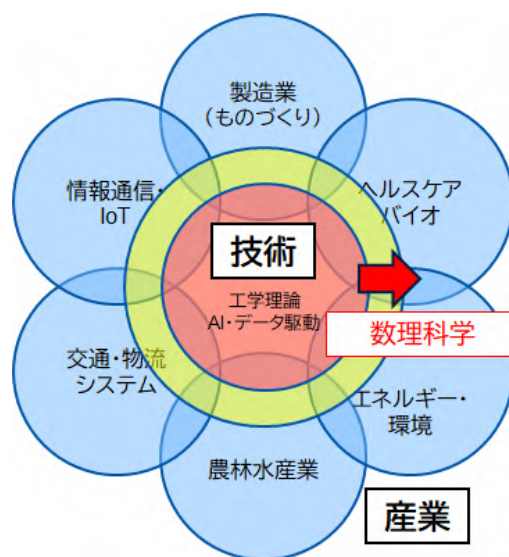 製造業
(ものづくり)
情報通信・
IoT
ヘルスケア
バイオ
技術
工学理論
AI・データ駆動
数理科学
交通・物流
システム
エネルギー・
環境
農林水産業
産業